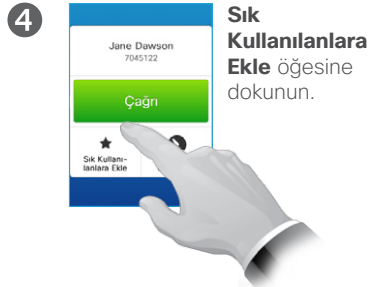 4
Sık
Kullanılanlara
Ekle öğesine
dokunun.
Jane Dawson
7045122
Çağrı
Sık Kullanı-
lanlara Ekle